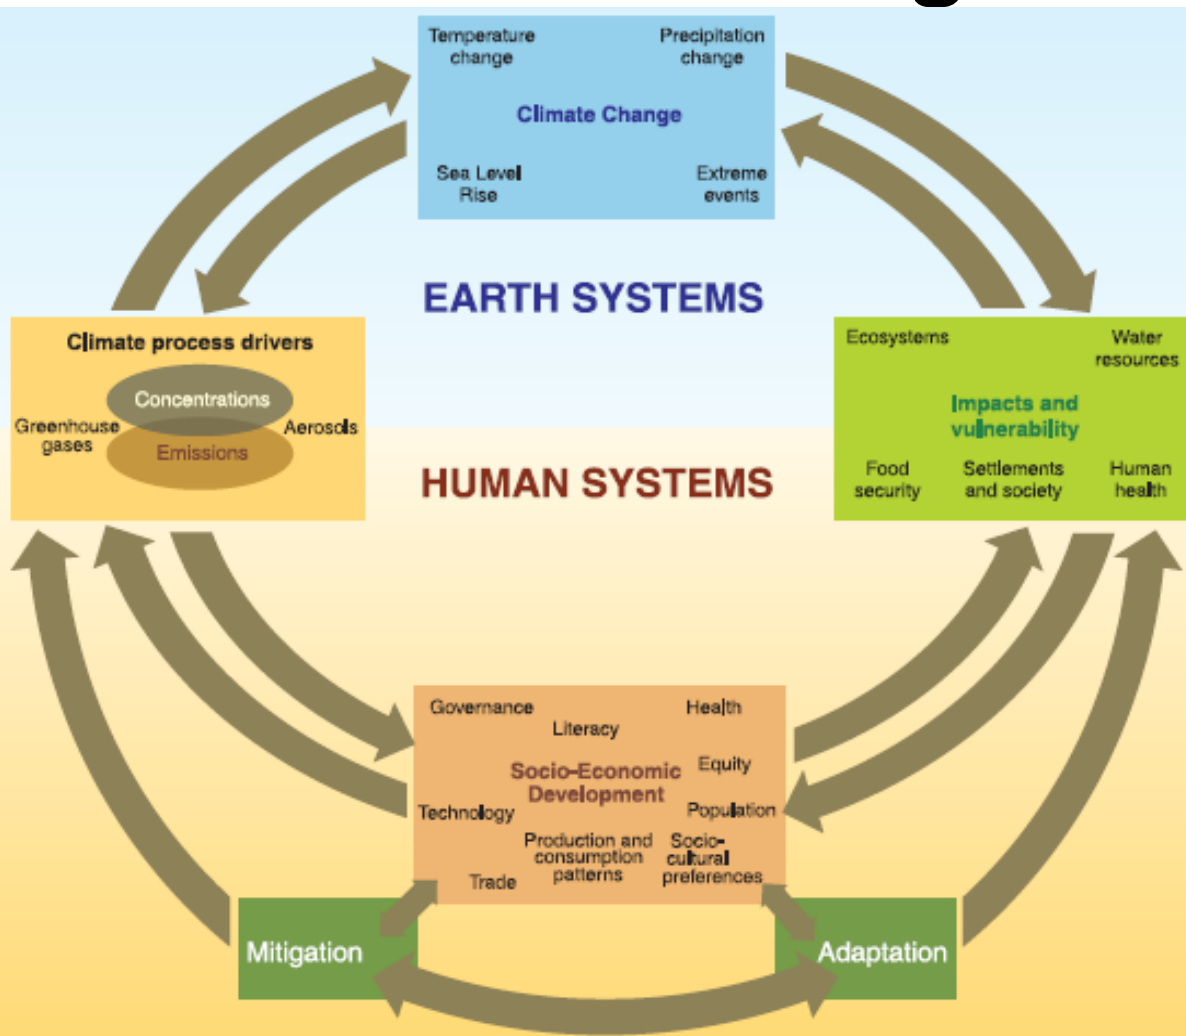 Temperature
change
Precipitation
change
Climate Change
Sea Level
Rise
Extreme
events
EARTH SYSTEMS
Climate process drivers
Concentrations
Greenhouse
gases
Aerosols
Emissions
Ecosystems
Water
resources
Impacts and
vulnerability
Food
security
Settlements
and society
Human
health
HUMAN SYSTEMS
Governance
Literacy
Health
Socio-Economic
Development
Equity
Technology
Population
Production and
consumption
patterns
Socio-
cultural
preferences
Trade
Mitigation
Adaptation